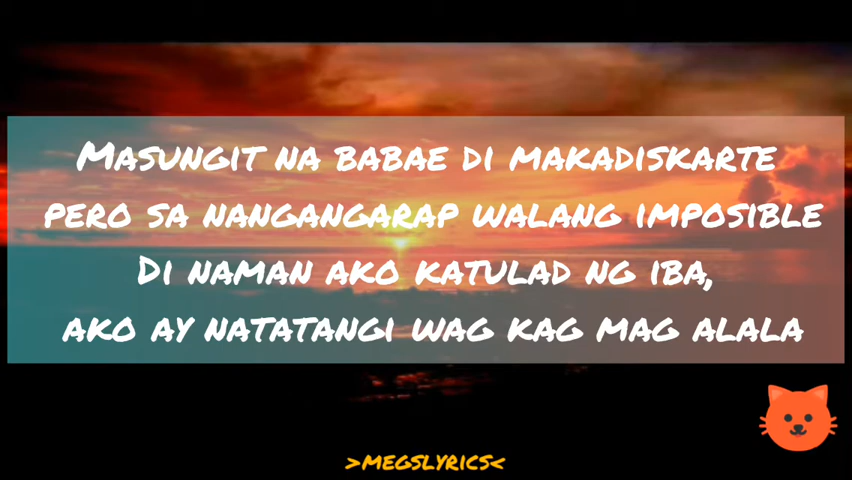 Masungit na babae di makadiskarte
pero sa nangangarap walang imposible
Di naman ako katulad ng iba,
ako ay natatangi wag kag mag alala
>megslyrics<